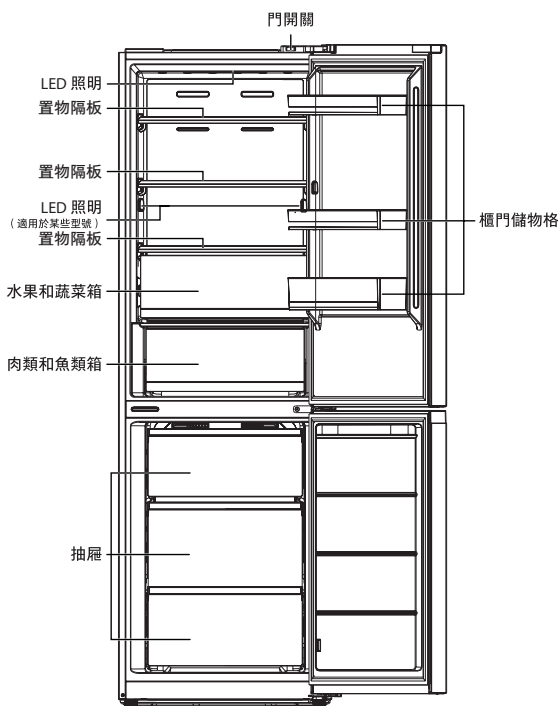 門開關
LED 照明
置物隔板
置物隔板
LED 照明
（適用於某些型號）
置物隔板
櫃門儲物格
水果和蔬菜箱
肉類和魚類箱
抽屜